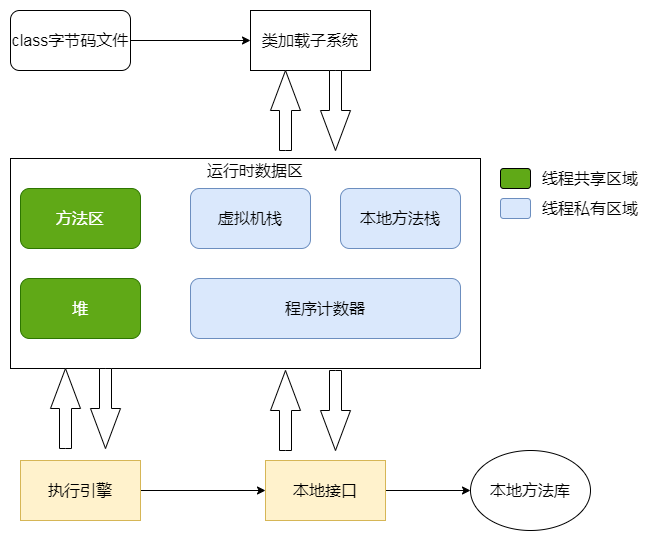 class字节码文件
类加载子系统
运行时数据区
方法区
虚拟机栈
本地方法栈
线程共享区域
线程私有区域
堆
程序计数器
执行引擎
本地接口
本地方法库